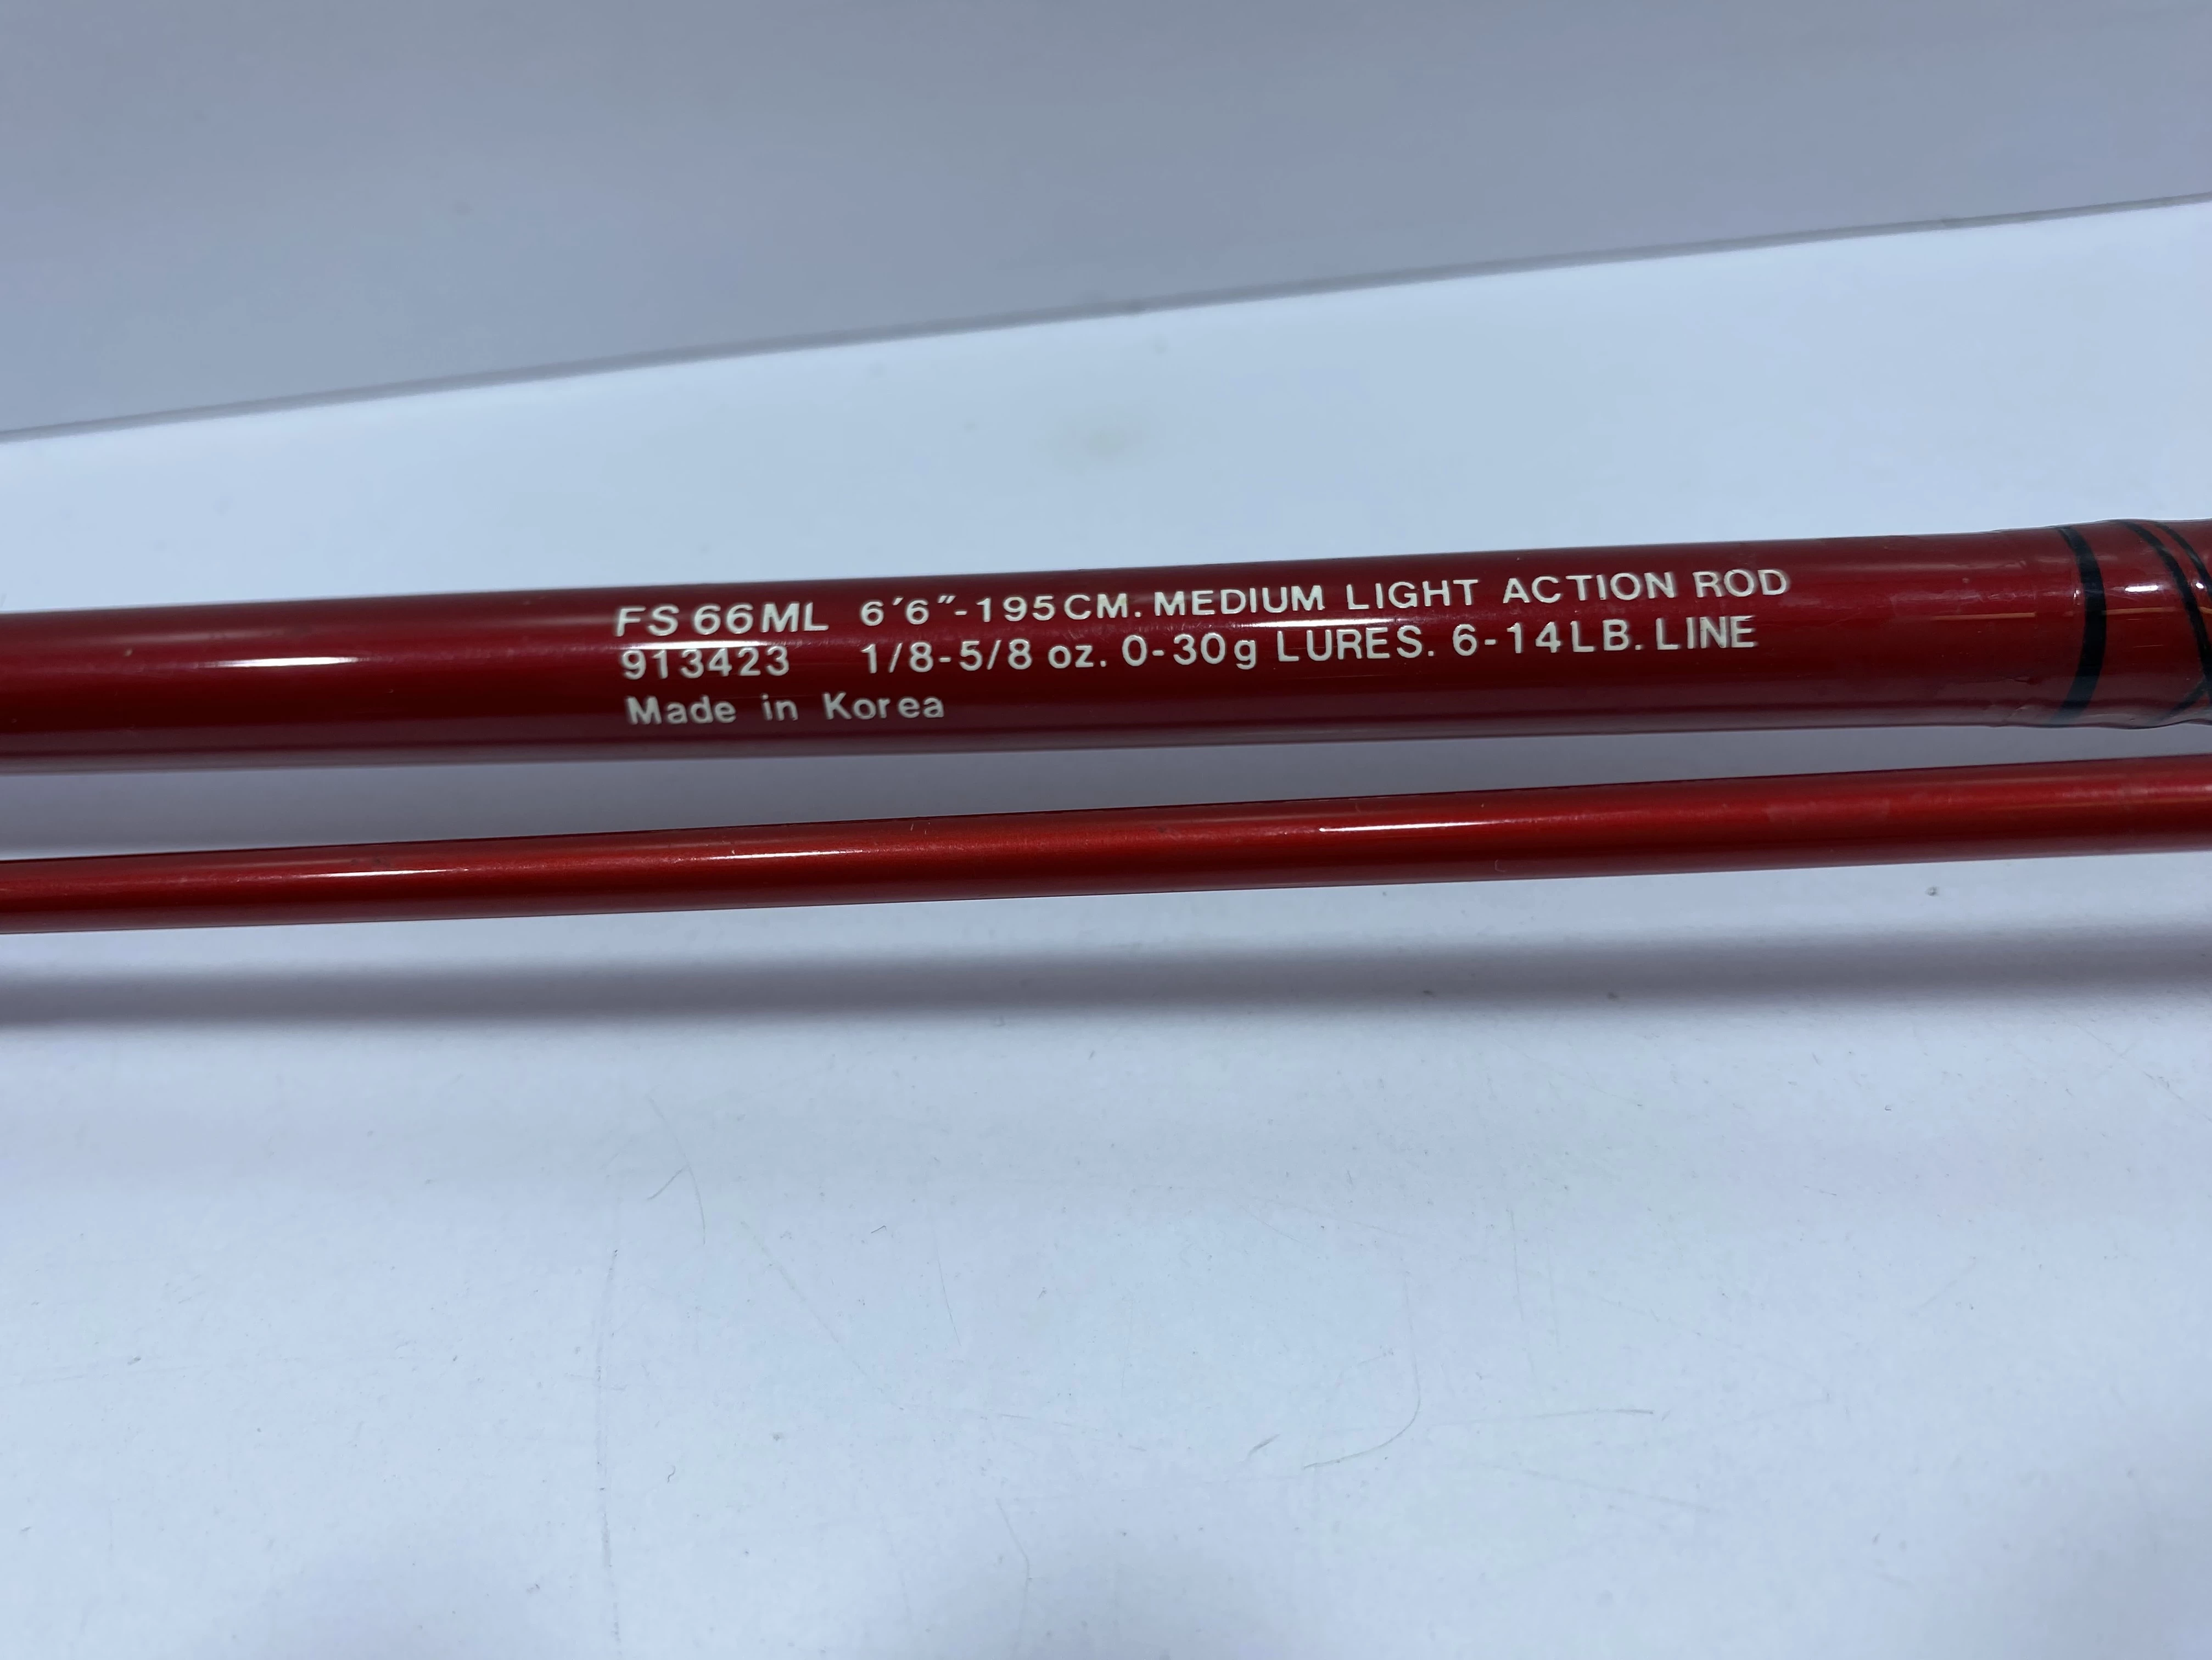 FS 66ML 6'6"-195CM. MEDIUM LIGHT ACTION ROD
913423 1/8-5/8 oz. 0-30g LURES. 6-14LB. LINE
Made in Korea